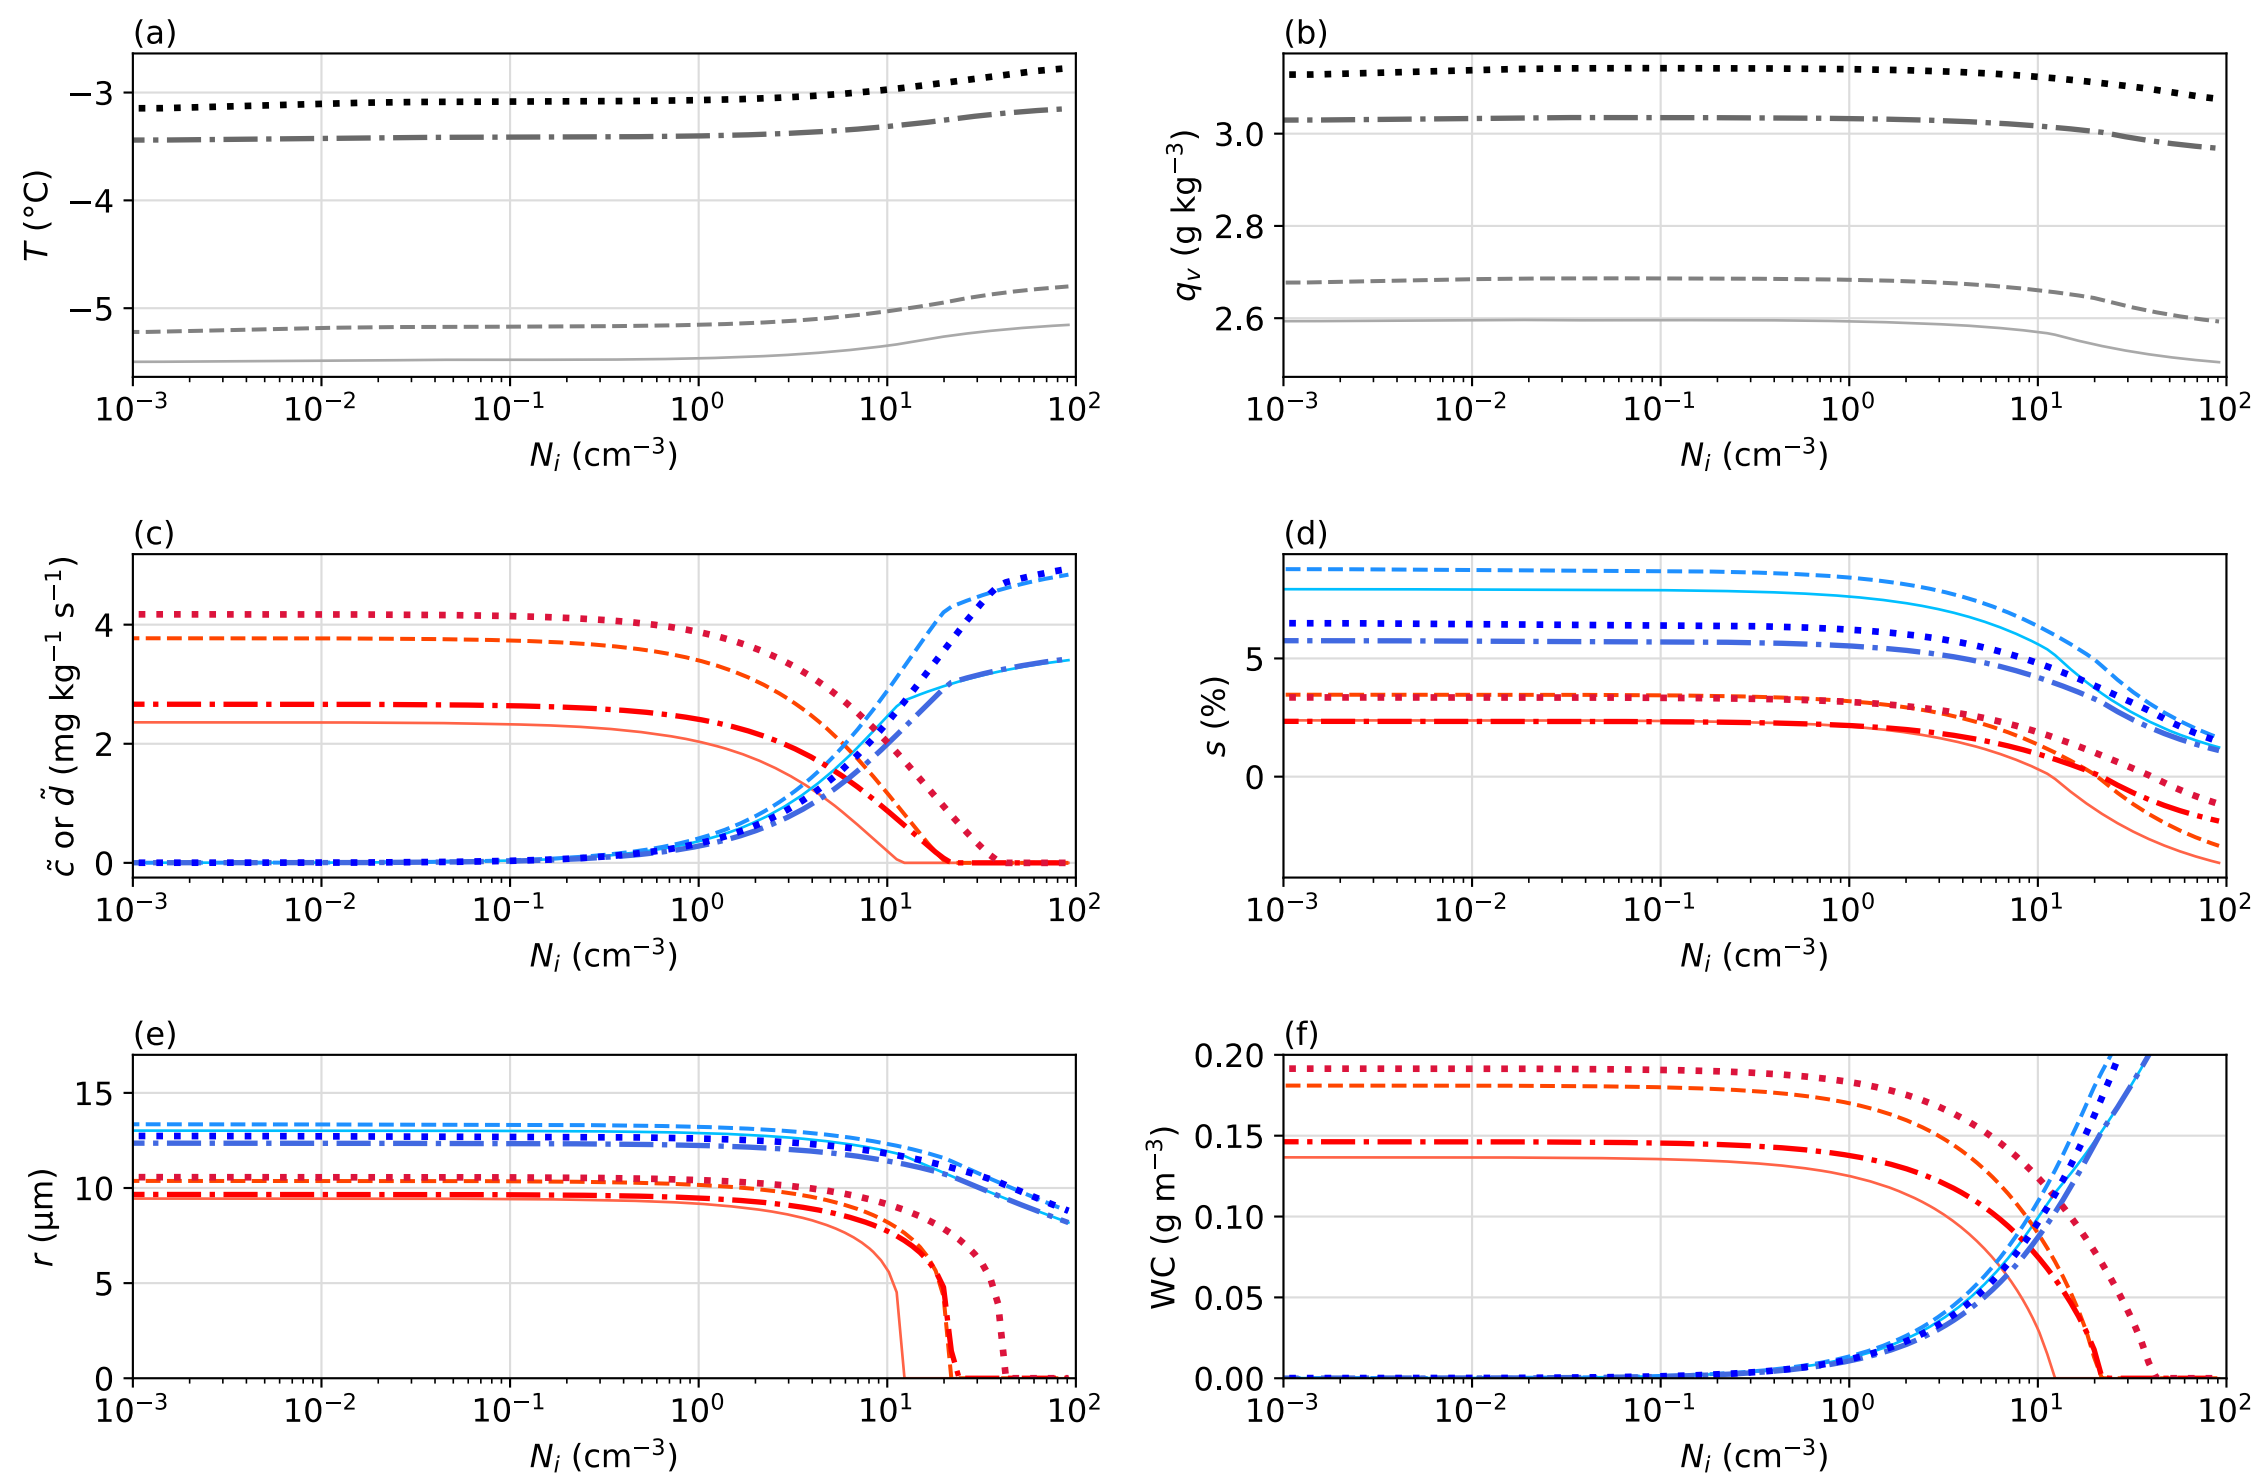 (a)
−3
−4
−5
T (°C)
10⁻³ 10⁻² 10⁻¹ 10⁰ 10¹ 10²
Nᵢ (cm⁻³)
(b)
3.0
2.8
2.6
qᵥ (g kg⁻³)
10⁻³ 10⁻² 10⁻¹ 10⁰ 10¹ 10²
Nᵢ (cm⁻³)
(c)
4
2
0
c̃ or d̃ (mg kg⁻¹ s⁻¹)
10⁻³ 10⁻² 10⁻¹ 10⁰ 10¹ 10²
Nᵢ (cm⁻³)
(d)
5
0
s (%)
10⁻³ 10⁻² 10⁻¹ 10⁰ 10¹ 10²
Nᵢ (cm⁻³)
(e)
15
10
5
0
r (μm)
10⁻³ 10⁻² 10⁻¹ 10⁰ 10¹ 10²
Nᵢ (cm⁻³)
(f)
0.20
0.15
0.10
0.05
0.00
WC (g m⁻³)
10⁻³ 10⁻² 10⁻¹ 10⁰ 10¹ 10²
Nᵢ (cm⁻³)